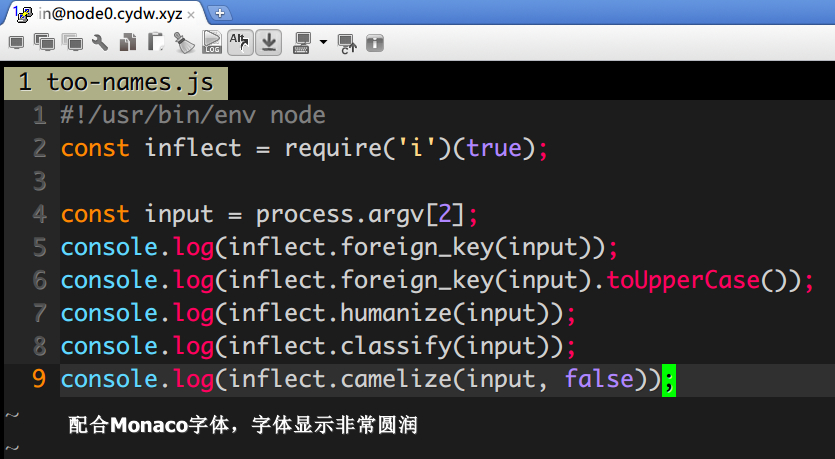 in@node0.cydw.xyz
LOG
Alt
C↑
1 too-names.js
1 #!/usr/bin/env node
2 const inflect = require('i')(true);
3
4 const input = process.argv[2];
5 console.log(inflect.foreign_key(input));
6 console.log(inflect.foreign_key(input).toUpperCase());
7 console.log(inflect.humanize(input));
8 console.log(inflect.classify(input));
9 console.log(inflect.camelize(input, false));
~ 配合Monaco字体，字体显示非常圆润
~